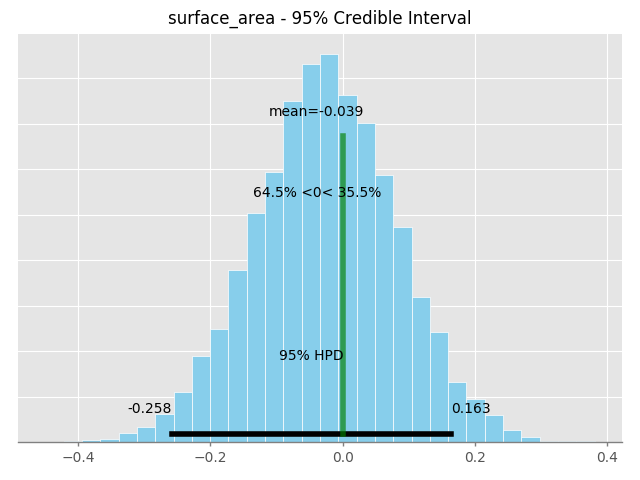 surface_area - 95% Credible Interval
mean=-0.039
64.5% <0< 35.5%
95% HPD
-0.258 0.163
−0.4 −0.2 0.0 0.2 0.4